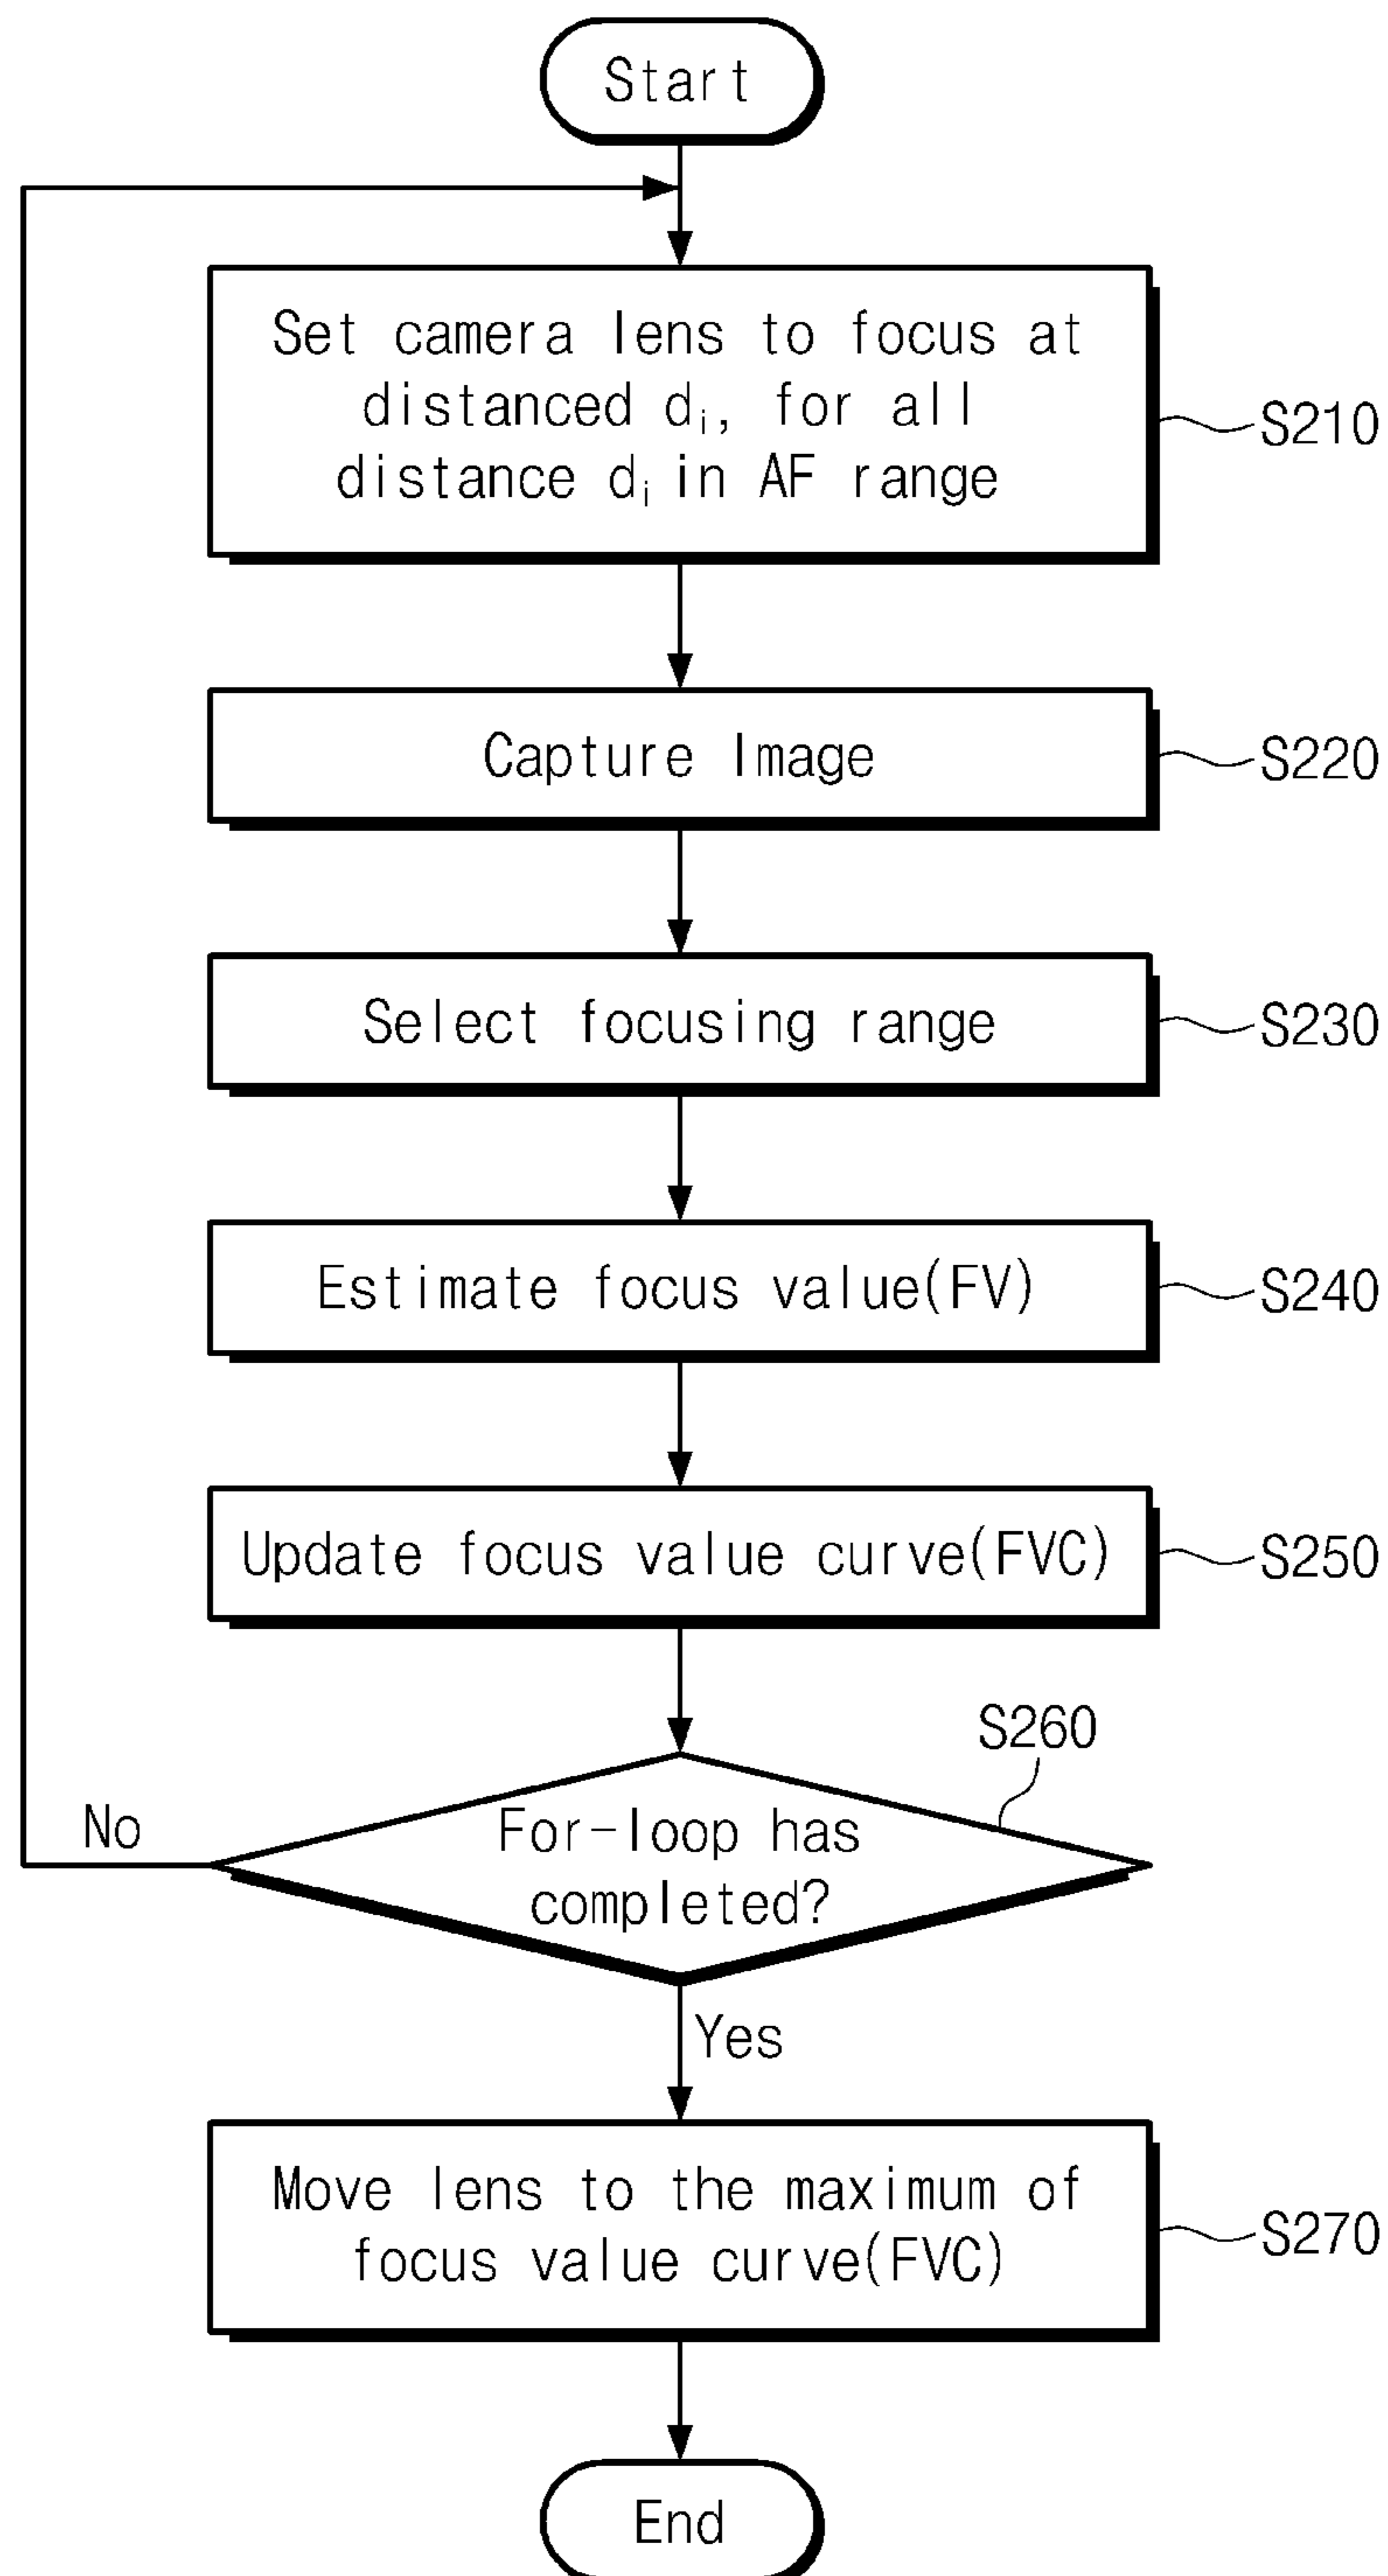 Start
Set camera lens to focus at
distanced dᵢ, for all
distance dᵢ in AF range
S210
Capture Image
S220
Select focusing range
S230
Estimate focus value(FV)
S240
Update focus value curve(FVC)
S250
S260
For-loop has
completed?
No
Yes
Move lens to the maximum of
focus value curve(FVC)
S270
End